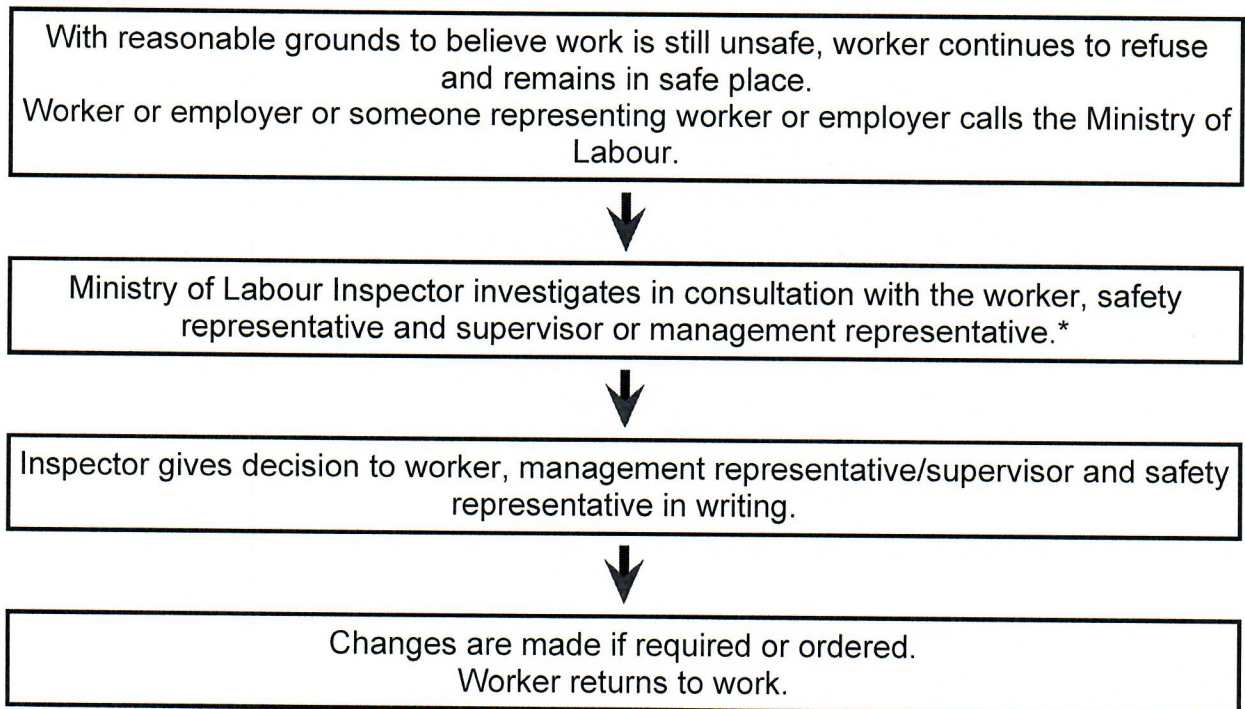 With reasonable grounds to believe work is still unsafe, worker continues to refuse
and remains in safe place.
Worker or employer or someone representing worker or employer calls the Ministry of
Labour.
Ministry of Labour Inspector investigates in consultation with the worker, safety
representative and supervisor or management representative.*
Inspector gives decision to worker, management representative/supervisor and safety
representative in writing.
Changes are made if required or ordered.
Worker returns to work.